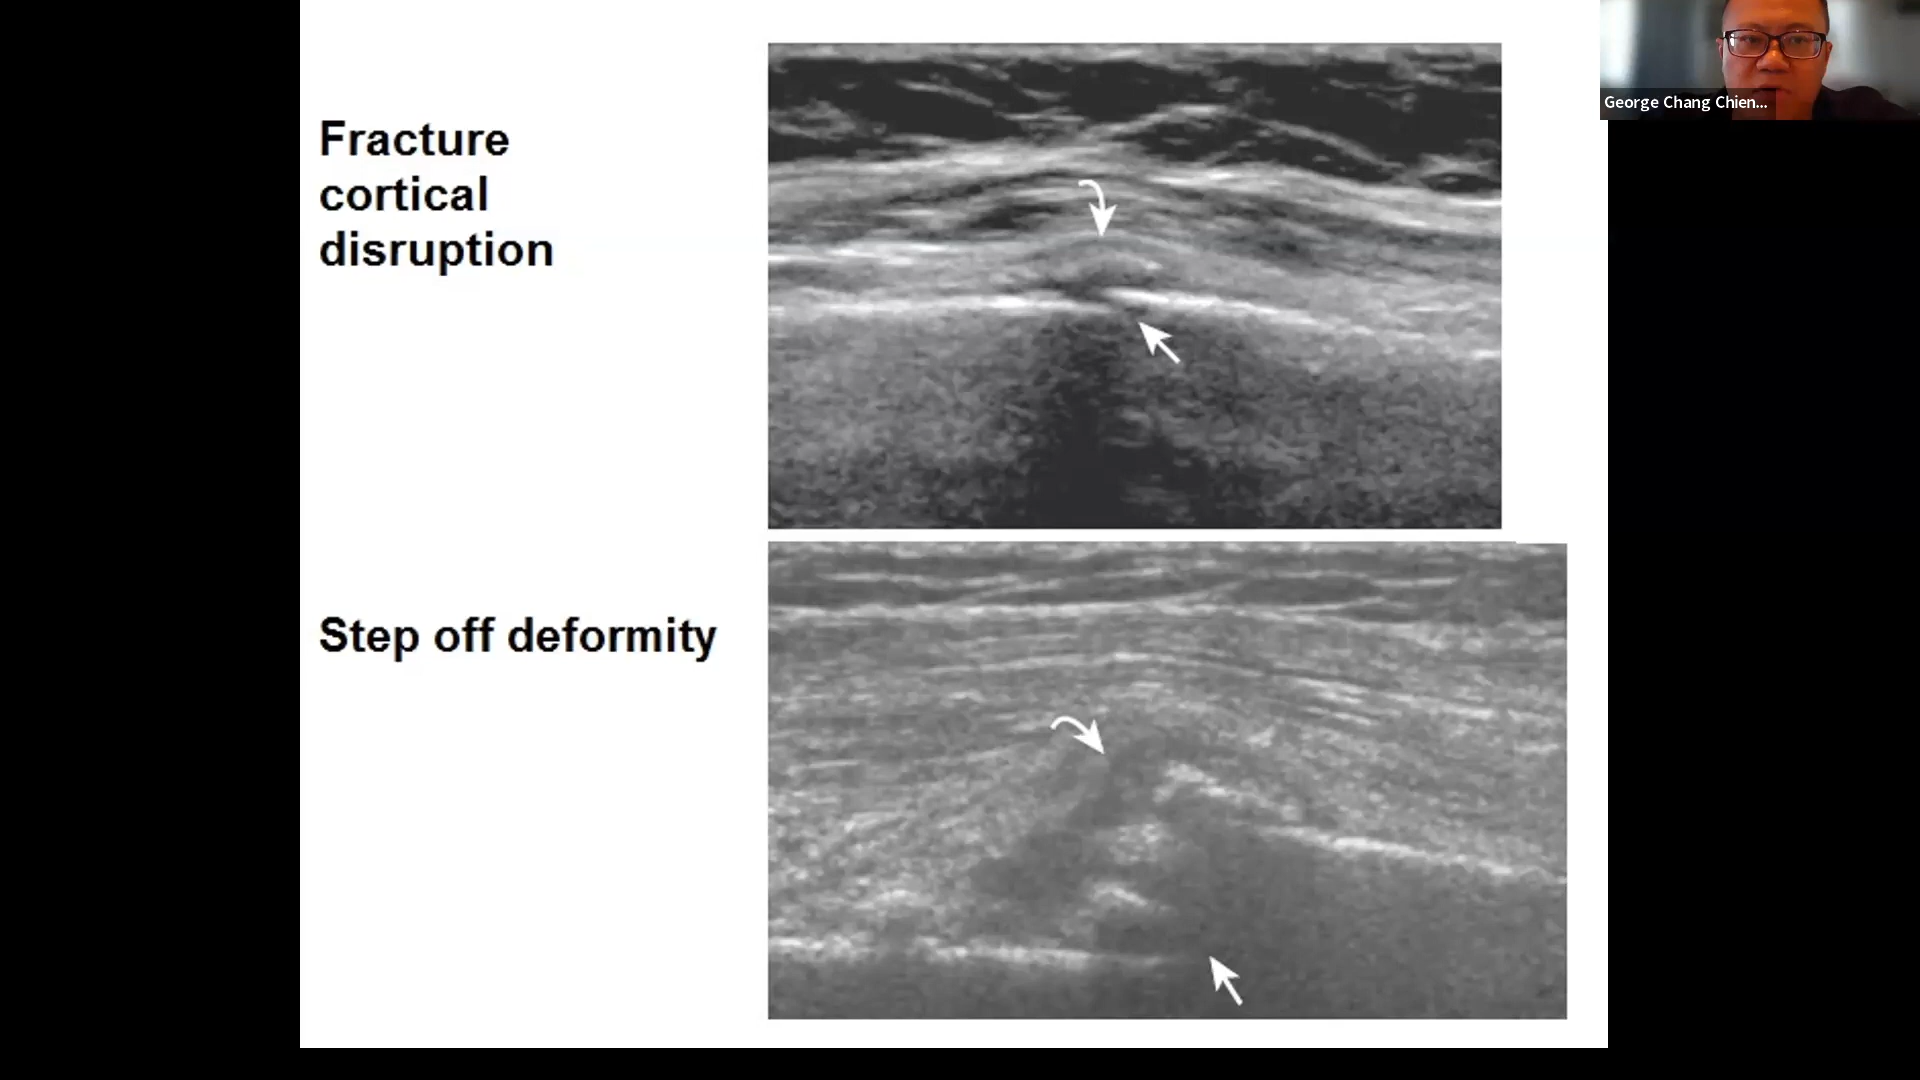 Fracture
cortical
disruption
Step off deformity
George Chang Chien...